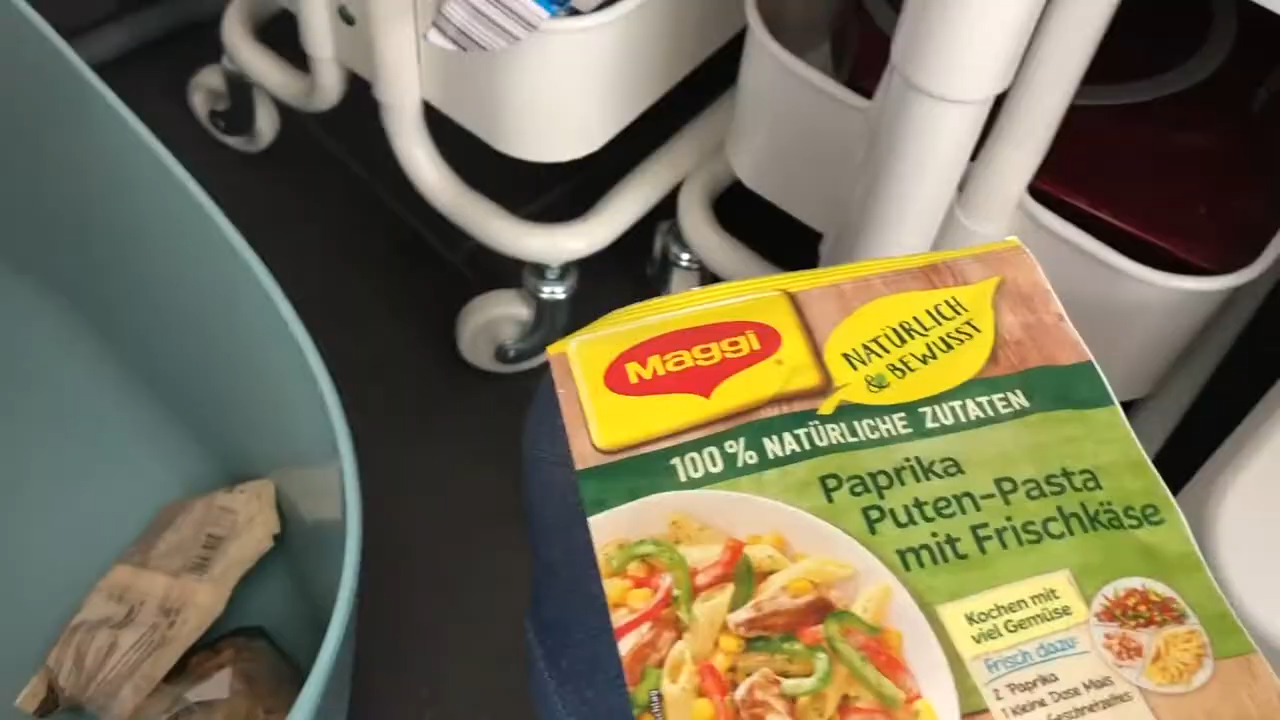 Maggi
NATÜRLICH
& BEWUSST
100% NATÜRLICHE ZUTATEN
Paprika
Puten-Pasta
mit Frischkäse
Kochen mit
viel Gemüse
Frisch dazu:
2 Paprika
1 Kleine Dose Mais